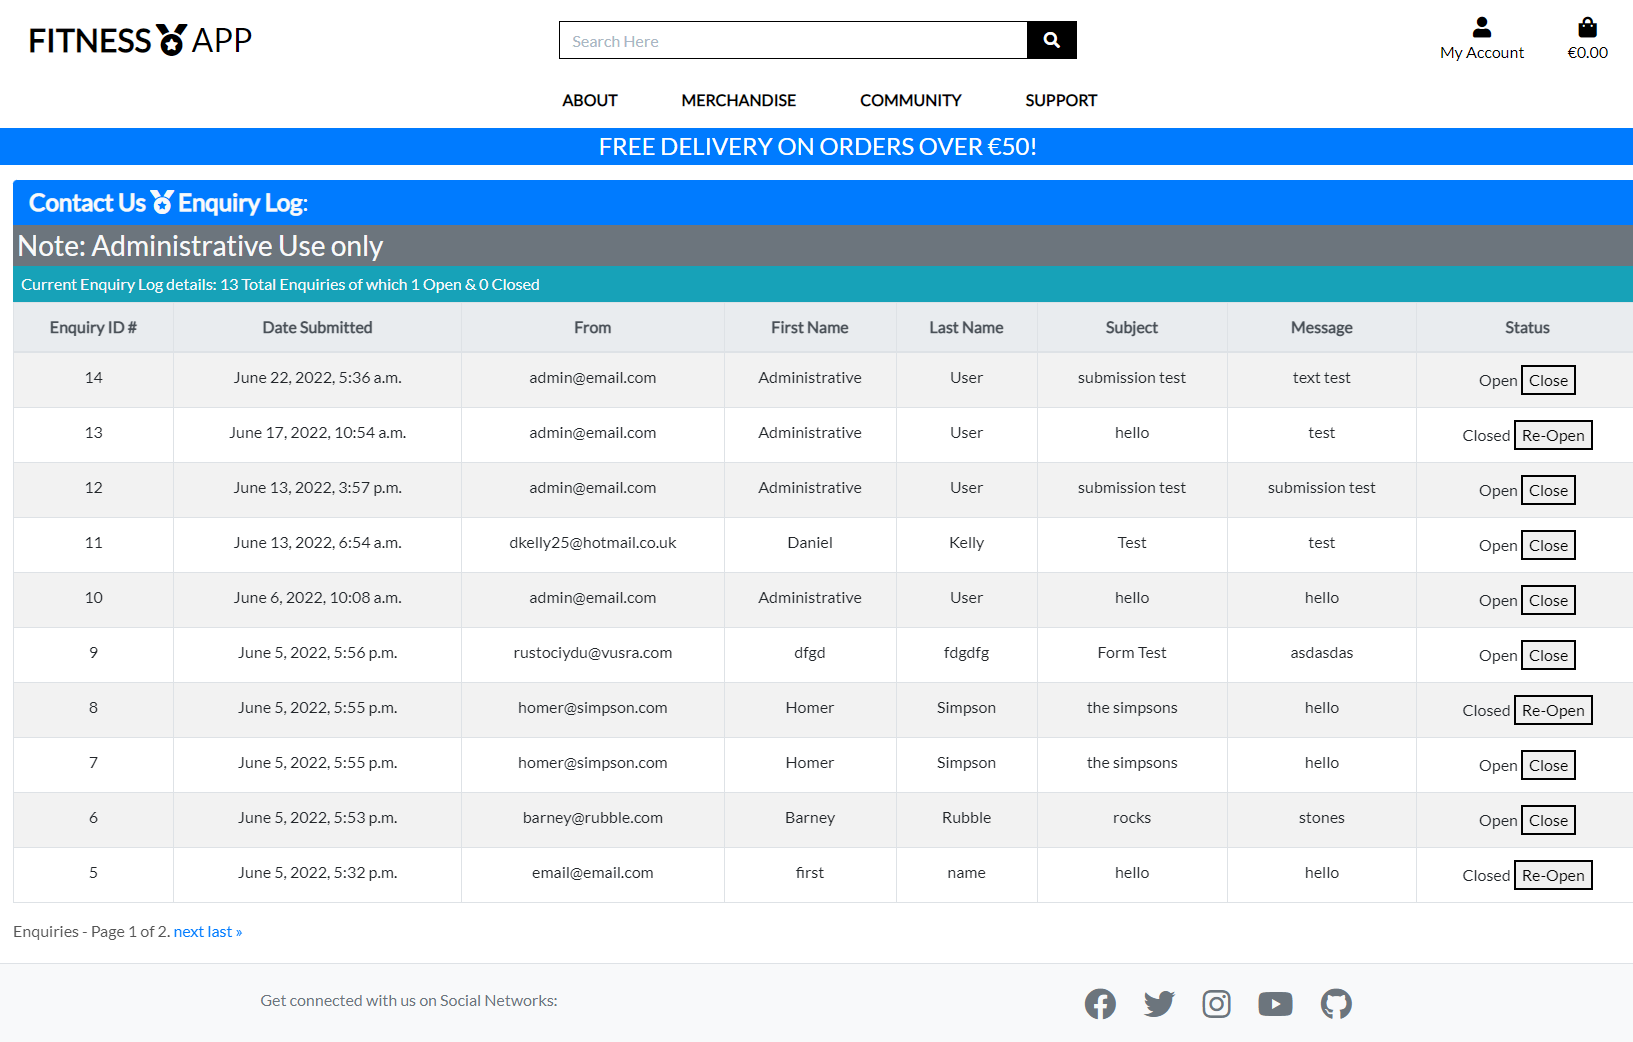 FITNESS APP
Search Here
My Account
€0.00
ABOUT MERCHANDISE COMMUNITY SUPPORT
FREE DELIVERY ON ORDERS OVER €50!
Contact Us Enquiry Log:
Note: Administrative Use only
Current Enquiry Log details: 13 Total Enquiries of which 1 Open & 0 Closed
Enquiry ID # Date Submitted From First Name Last Name Subject Message Status
14 June 22, 2022, 5:36 a.m. admin@email.com Administrative User submission test text test Open Close
13 June 17, 2022, 10:54 a.m. admin@email.com Administrative User hello test Closed Re-Open
12 June 13, 2022, 3:57 p.m. admin@email.com Administrative User submission test submission test Open Close
11 June 13, 2022, 6:54 a.m. dkelly25@hotmail.co.uk Daniel Kelly Test test Open Close
10 June 6, 2022, 10:08 a.m. admin@email.com Administrative User hello hello Open Close
9 June 5, 2022, 5:56 p.m. rustociydu@vusra.com dfgd fdgdfg Form Test asdasdas Open Close
8 June 5, 2022, 5:55 p.m. homer@simpson.com Homer Simpson the simpsons hello Closed Re-Open
7 June 5, 2022, 5:55 p.m. homer@simpson.com Homer Simpson the simpsons hello Open Close
6 June 5, 2022, 5:53 p.m. barney@rubble.com Barney Rubble rocks stones Open Close
5 June 5, 2022, 5:32 p.m. email@email.com first name hello hello Closed Re-Open
Enquiries - Page 1 of 2. next last »
Get connected with us on Social Networks: